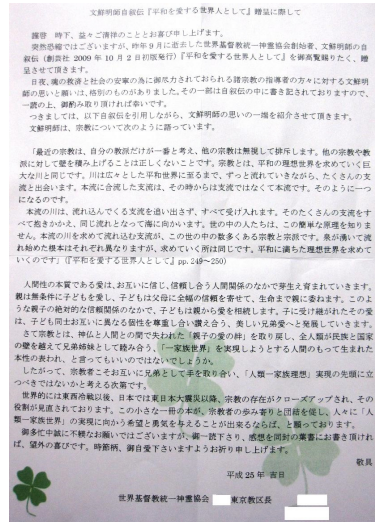 文鮮明師自叙伝『平和を愛する世界人として』贈呈に際して
謹啓　時下、益々ご清祥のこととお喜び申し上げます。
突然恐縮ではございますが、昨年9月に逝去した世界基督教統一神霊協会創始者、文鮮明師の自
叙伝（創芸社 2009 年 10 月 2 日初版発行）『平和を愛する世界人として』を御高覧賜りたく、贈
呈させて頂きます。
日夜、魂の救済と社会の安寧の為に御尽力されておられる諸宗教の指導者の方々に対する文鮮明
師の思いと願いは、格別のものがありました。その一部は自叙伝の中に書き記されておりますので、
一読の上、御酌み取り頂ければ幸いです。
つきましては、以下自叙伝を引用しながら、文鮮明師の思いの一端を紹介させて頂きます。
文鮮明師は、宗教について次のように語っています。
「最近の宗教は、自分の教派だけが一番と考え、他の宗教は無視して排斥します。他の宗教や教
派に対して壁を積み上げることは正しくないことです。宗教とは、平和の理想世界を求めていく巨
大な川と同じです。川は広々とした平和世界に至るまで、ずっと流れていきながら、たくさんの支
流と出会います。本流に合流した支流は、その時からは支流ではなくて本流です。そのように一つ
になるのです。
本流の川は、流れ込んでくる支流を追い出さず、すべて受け入れます。そのたくさんの支流をす
べて抱きかかえ、同じ流れとなって海に向かいます。世の中の人たちは、この簡単な原理を知りま
せん。本流の川を求めて流れ込む支流が、この世の中の数多くある宗教と宗派です。泉が湧いて流
れ始めた根本はそれぞれ異なりますが、求めていく所は同じです。平和に満ちた理想世界を求めて
いくのです」（『平和を愛する世界人として』pp. 249～250）
人間性の本質である愛は、お互いに信じ、信頼し合う人間関係のなかで芽生え育まれていきます。
親は無条件に子どもを愛し、子どもは父母に全幅の信頼を寄せて、生命まで親に委ねます。このよ
うな親子の絶対的な信頼関係のなかで、子どもは親から愛を相続します。子に受け継がれたその愛
は、子ども同士お互いに異なる個性を尊重し合い讃え合う、美しい兄弟愛へと発展していきます。
さて宗教とは、神仏と人間との間で失われた「親子の愛の絆」を取り戻し、全人類が民族と国家
の壁を越えて兄弟姉妹として睦み合う、「一家族世界」を実現しようとする人間のもって生まれた
本性の表われ、と言ってもいいのではないでしょうか。
したがって、宗教者こそお互いに兄弟として手を取り合い、「人類一家族理想」実現の先頭に立
つべきではないかと考える次第です。
世界的には東西冷戦以後、日本では東日本大震災以降、宗教の存在がクローズアップされ、その
役割が見直されております。この小さな一冊の本が、宗教者の歩み寄りと団結を促し、人々に「人
類一家族世界」の実現に向かう希望と勇気を与えることが出来るならば、と願っております。
御多忙中誠に不躾なお願いではございますが、御一読下さり、感想を同封の葉書にお書き頂けれ
ば、望外の喜びです。時節柄、御自愛下さいますようお祈り申し上げます。
敬具
平成 25 年　吉日
世界基督教統一神霊協会　　東京教区長